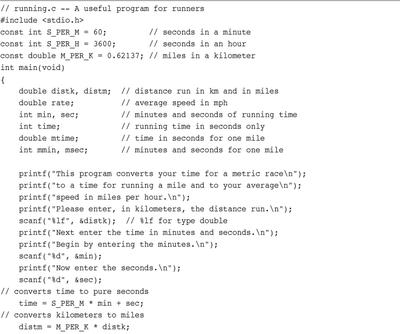 // running.c -- A useful program for runners
#include <stdio.h>
const int S_PER_M = 60;         // seconds in a minute
const int S_PER_H = 3600;       // seconds in an hour
const double M_PER_K = 0.62137; // miles in a kilometer
int main(void)
{
    double distk, distm;  // distance run in km and in miles
    double rate;          // average speed in mph
    int min, sec;         // minutes and seconds of running time
    int time;             // running time in seconds only
    double mtime;         // time in seconds for one mile
    int mmin, msec;       // minutes and seconds for one mile

    printf("This program converts your time for a metric race\n");
    printf("to a time for running a mile and to your average\n");
    printf("speed in miles per hour.\n");
    printf("Please enter, in kilometers, the distance run.\n");
    scanf("%lf", &distk);  // %lf for type double
    printf("Next enter the time in minutes and seconds.\n");
    printf("Begin by entering the minutes.\n");
    scanf("%d", &min);
    printf("Now enter the seconds.\n");
    scanf("%d", &sec);
// converts time to pure seconds
    time = S_PER_M * min + sec;
// converts kilometers to miles
    distm = M_PER_K * distk;